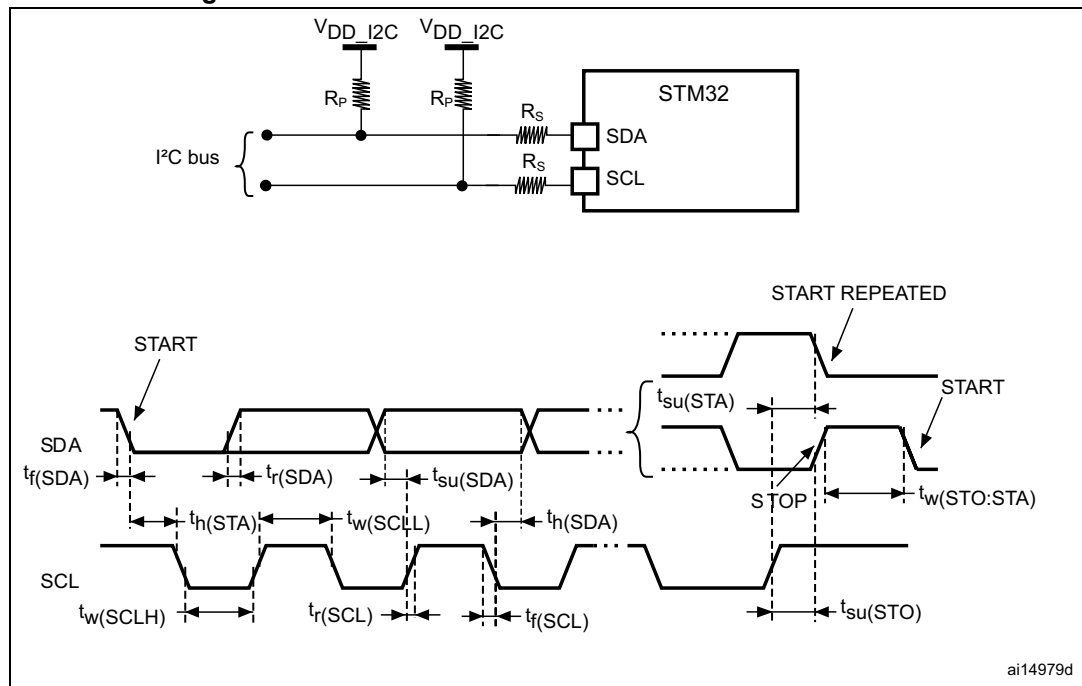 VDD_I2C VDD_I2C
RP RP STM32
RS SDA
I²C bus
RS SCL
START REPEATED
START
tsu(STA) START
SDA
tf(SDA) tr(SDA) tsu(SDA) STOP tw(STO:STA)
th(STA) tw(SCLL) th(SDA)
SCL
tw(SCLH) tr(SCL) tf(SCL) tsu(STO)
ai14979d